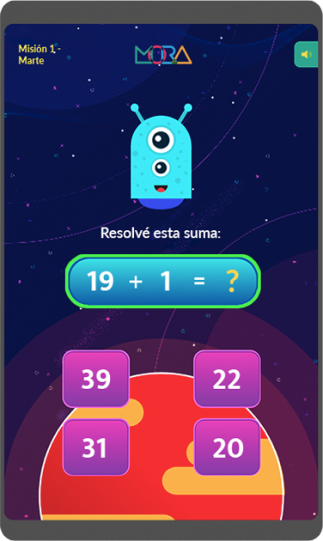 Misión 1 -
Marte
MORA
Resolvé esta suma:
19 + 1 = ?
39
22
31
20